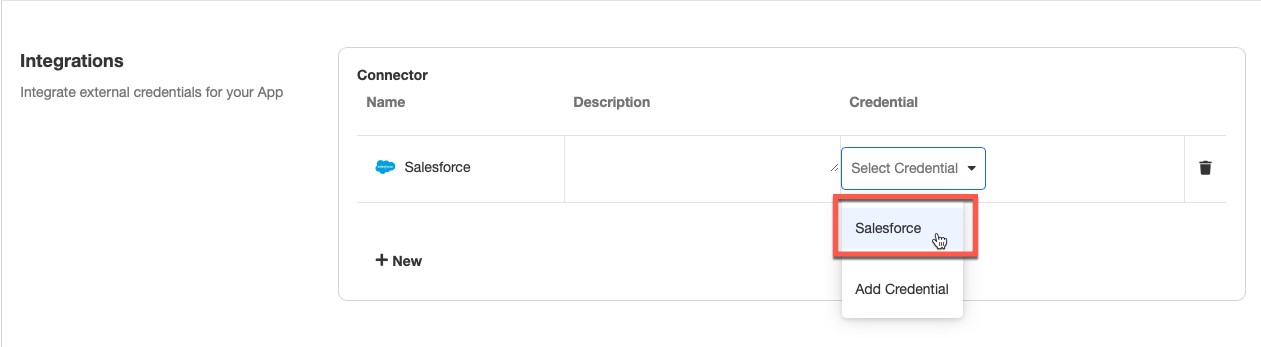 Integrations
Integrate external credentials for your App
Connector
Name Description Credential
Salesforce Select Credential
Salesforce
+ New
Add Credential